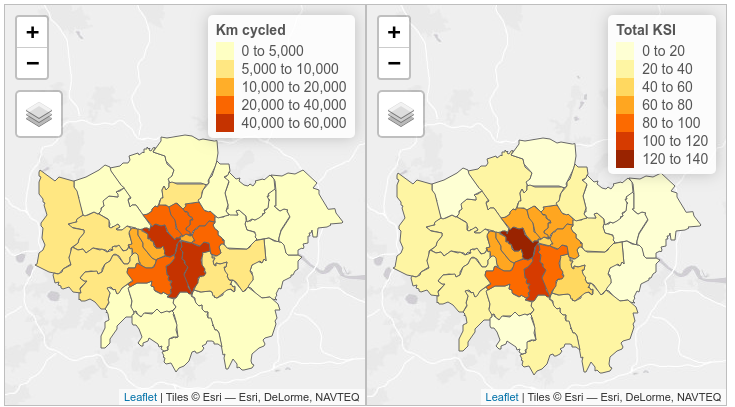 +
−
Km cycled
0 to 5,000
5,000 to 10,000
10,000 to 20,000
20,000 to 40,000
40,000 to 60,000
Leaflet | Tiles © Esri — Esri, DeLorme, NAVTEQ
+
−
Total KSI
0 to 20
20 to 40
40 to 60
60 to 80
80 to 100
100 to 120
120 to 140
Leaflet | Tiles © Esri — Esri, DeLorme, NAVTEQ